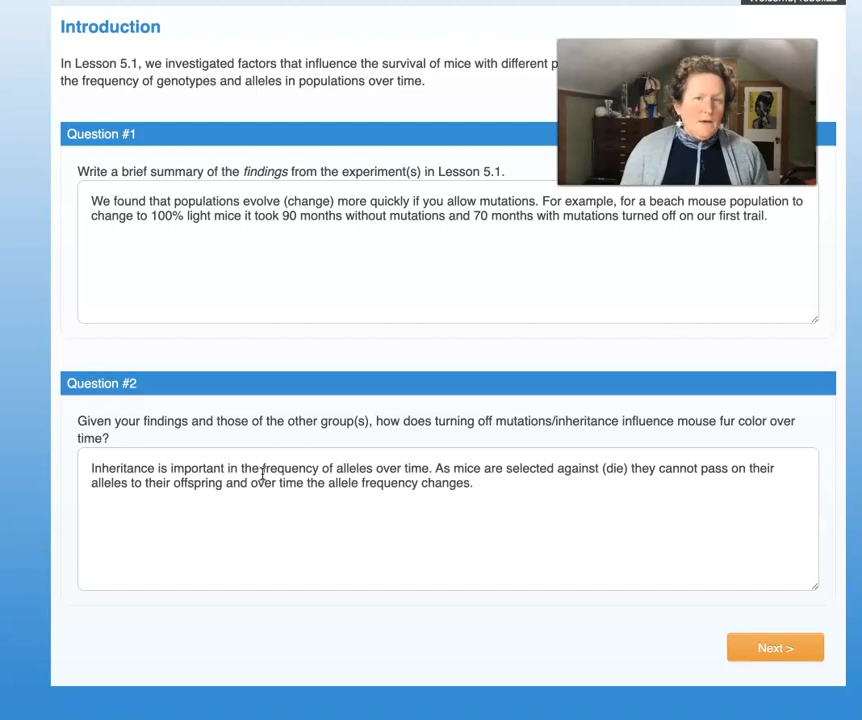 Introduction
In Lesson 5.1, we investigated factors that influence the survival of mice with different
the frequency of genotypes and alleles in populations over time.
Question #1
Write a brief summary of the findings from the experiment(s) in Lesson 5.1.
We found that populations evolve (change) more quickly if you allow mutations. For example, for a beach mouse population to
change to 100% light mice it took 90 months without mutations and 70 months with mutations turned off on our first trail.
Question #2
Given your findings and those of the other group(s), how does turning off mutations/inheritance influence mouse fur color over
time?
Inheritance is important in the frequency of alleles over time. As mice are selected against (die) they cannot pass on their
alleles to their offspring and over time the allele frequency changes.
Next >